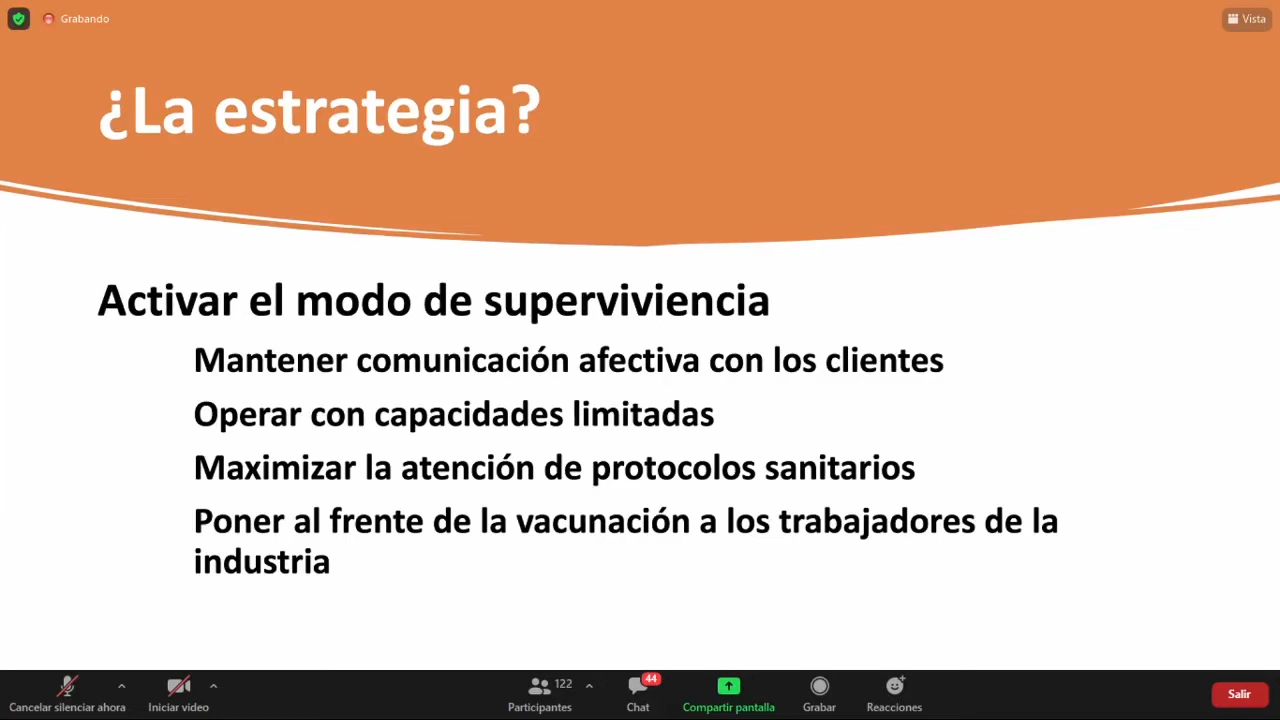 Grabando
Vista
¿La estrategia?
Activar el modo de superviviencia
Mantener comunicación afectiva con los clientes
Operar con capacidades limitadas
Maximizar la atención de protocolos sanitarios
Poner al frente de la vacunación a los trabajadores de la
industria
Cancelar silenciar ahora
Iniciar video
122
Participantes
44
Chat
Compartir pantalla
Grabar
Reacciones
Salir